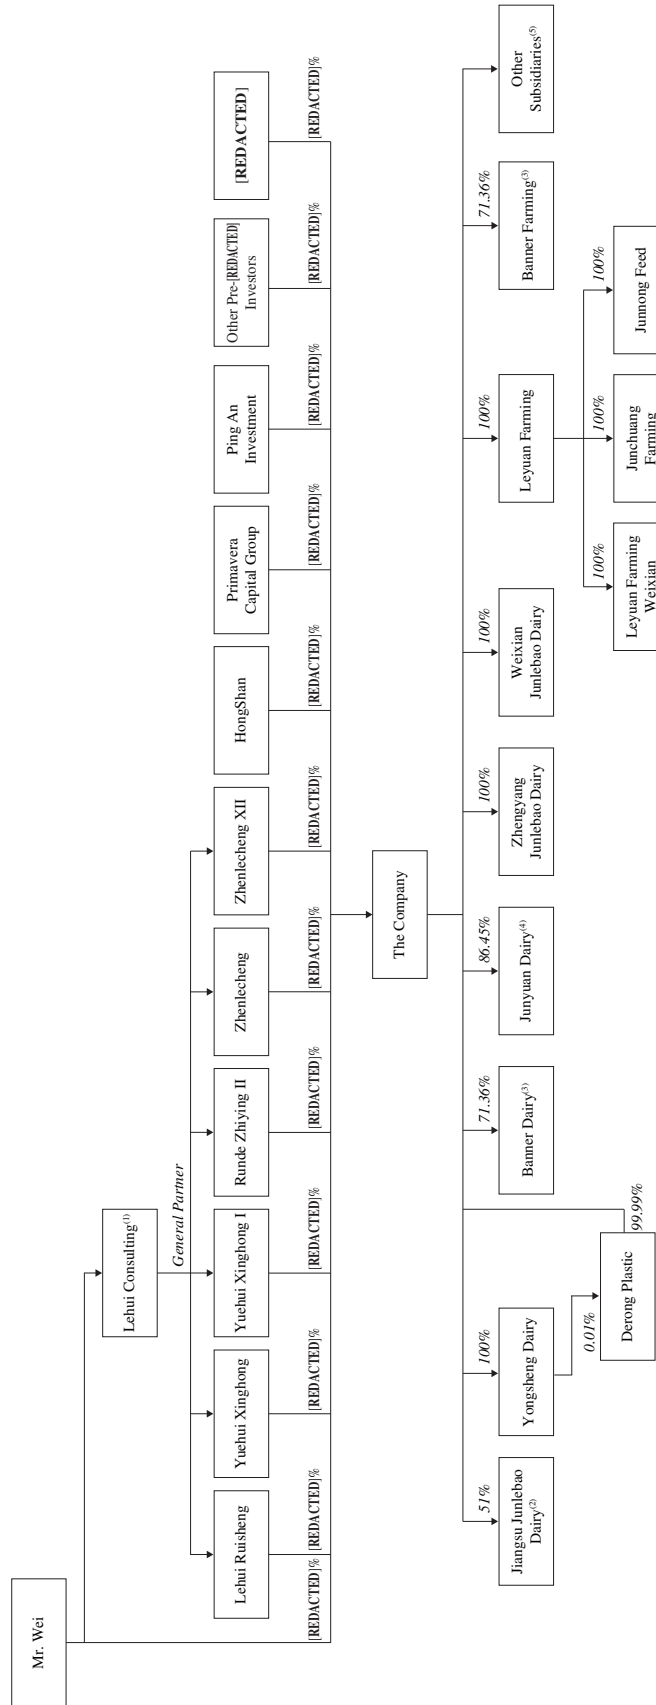 Mr. Wei
Lehui Consulting(1)
General Partner
Lehui Ruisheng
Yuehui Xinghong
Yuehui Xinghong I
Runde Zhiying II
Zhenlecheng
Zhenlecheng XII
HongShan
Primavera
Capital Group
Ping An
Investment
Other Pre-[REDACTED]
Investors
[REDACTED]
[REDACTED]%
[REDACTED]%
[REDACTED]%
[REDACTED]%
[REDACTED]%
[REDACTED]%
[REDACTED]%
[REDACTED]%
[REDACTED]%
[REDACTED]%
[REDACTED]%
[REDACTED]%
The Company
51%
100%
71.36%
86.45%
100%
100%
100%
71.36%
Jiangsu Junlebao
Dairy(2)
Yongsheng Dairy
Banner Dairy(3)
Junyuan Dairy(4)
Zhengyang
Junlebao Dairy
Weixian
Junlebao Dairy
Leyuan Farming
Banner Farming(3)
Other
Subsidiaries(5)
0.01%
99.99%
Derong Plastic
100%
100%
100%
Leyuan Farming
Weixian
Junchuang
Farming
Junnong Feed